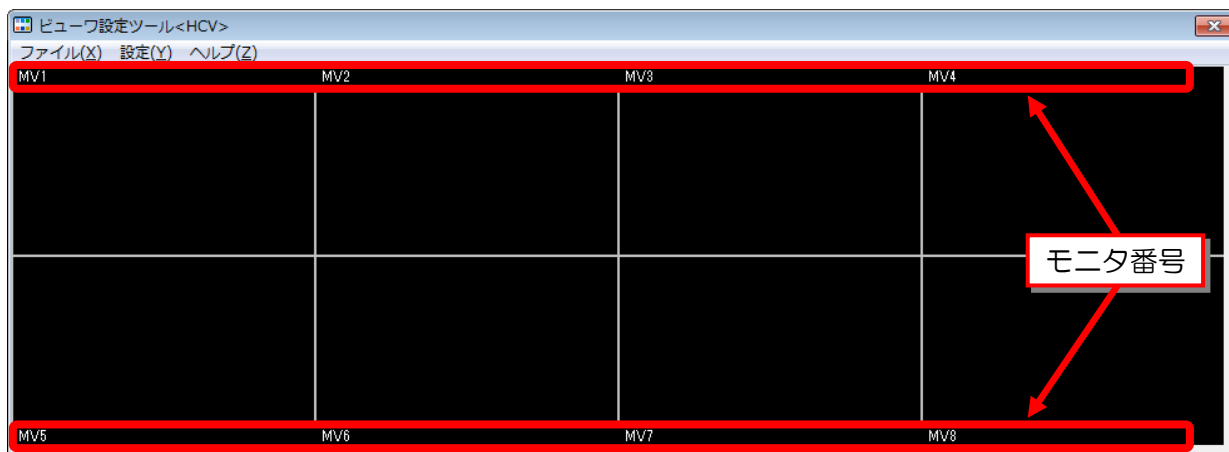 ビューワ設定ツール<HCV>
ファイル(X) 設定(Y) ヘルプ(Z)
MV1 MV2 MV3 MV4
モニタ番号
MV5 MV6 MV7 MV8